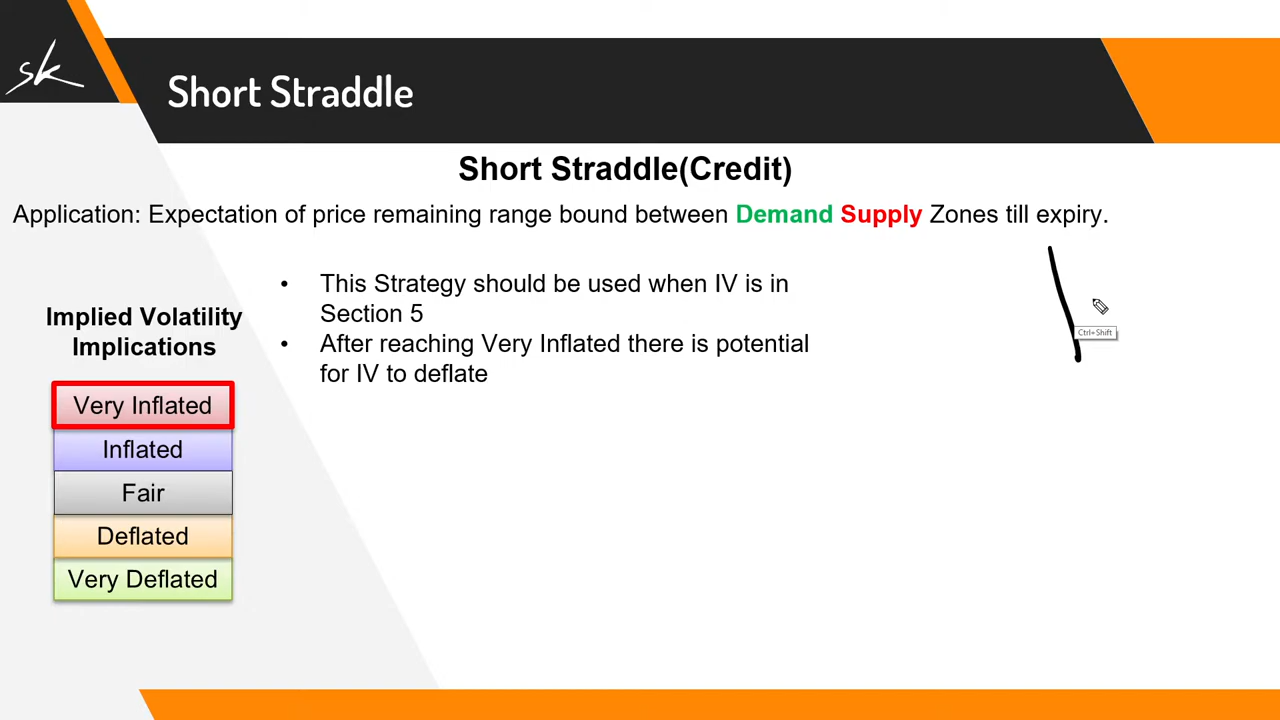 sk
Short Straddle
Short Straddle(Credit)
Application: Expectation of price remaining range bound between Demand Supply Zones till expiry.
• This Strategy should be used when IV is in
Section 5
• After reaching Very Inflated there is potential
for IV to deflate
Implied Volatility
Implications
Very Inflated
Inflated
Fair
Deflated
Very Deflated
Ctrl+Shift